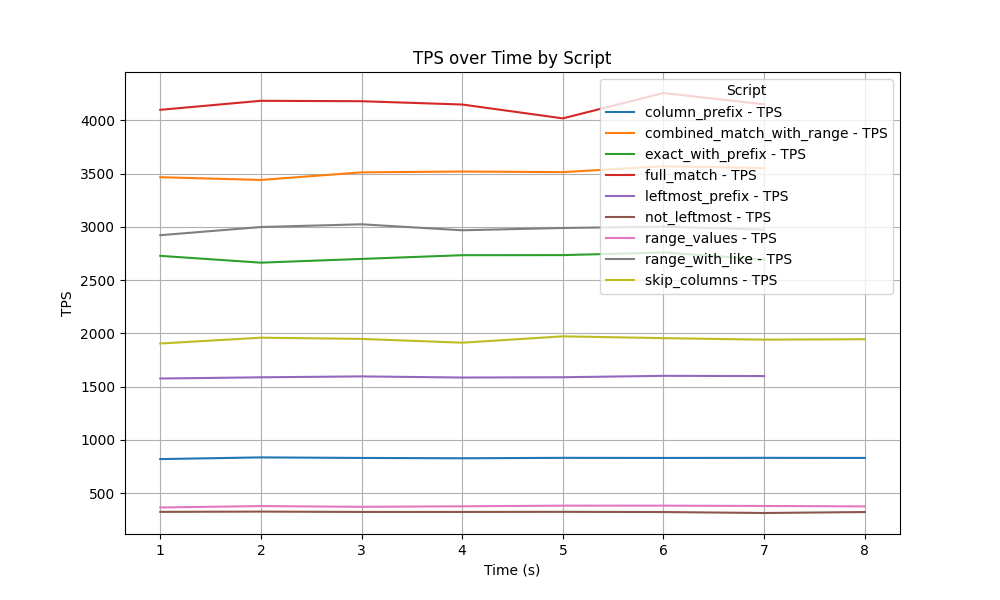 TPS over Time by Script
Script
column_prefix - TPS
combined_match_with_range - TPS
exact_with_prefix - TPS
full_match - TPS
leftmost_prefix - TPS
not_leftmost - TPS
range_values - TPS
range_with_like - TPS
skip_columns - TPS
TPS
4000
3500
3000
2500
2000
1500
1000
500
1 2 3 4 5 6 7 8
Time (s)